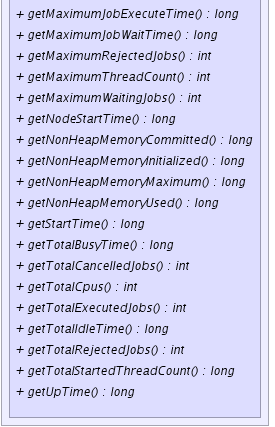 + getMaximumJobExecuteTime() : long
+ getMaximumJobWaitTime() : long
+ getMaximumRejectedJobs() : int
+ getMaximumThreadCount() : int
+ getMaximumWaitingJobs() : int
+ getNodeStartTime() : long
+ getNonHeapMemoryCommitted() : long
+ getNonHeapMemoryInitialized() : long
+ getNonHeapMemoryMaximum() : long
+ getNonHeapMemoryUsed() : long
+ getStartTime() : long
+ getTotalBusyTime() : long
+ getTotalCancelledJobs() : int
+ getTotalCpus() : int
+ getTotalExecutedJobs() : int
+ getTotalIdleTime() : long
+ getTotalRejectedJobs() : int
+ getTotalStartedThreadCount() : long
+ getUpTime() : long